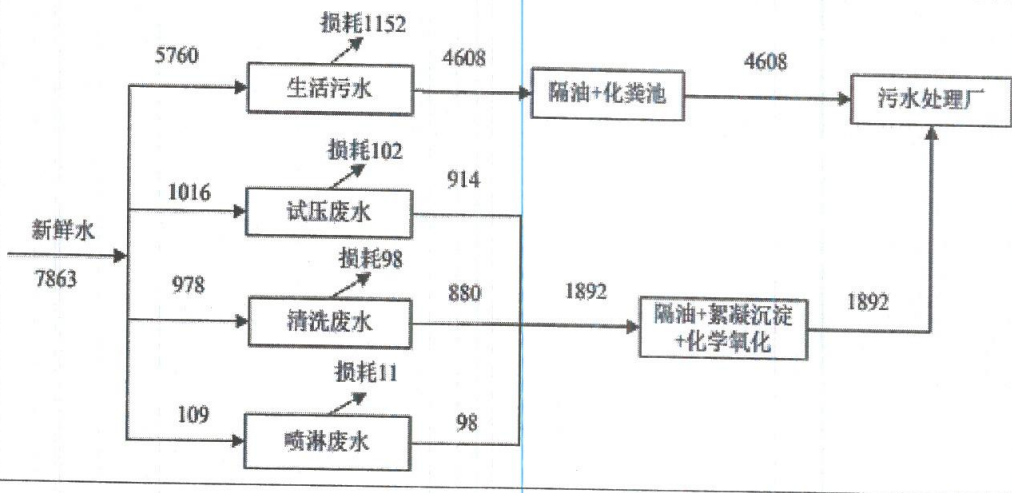 损耗1152
5760
生活污水
4608
隔油+化粪池
4608
污水处理厂
损耗102
1016
试压废水
914
新鲜水
7863
损耗98
978
清洗废水
880
1892
隔油+絮凝沉淀
+化学氧化
1892
损耗11
109
喷淋废水
98